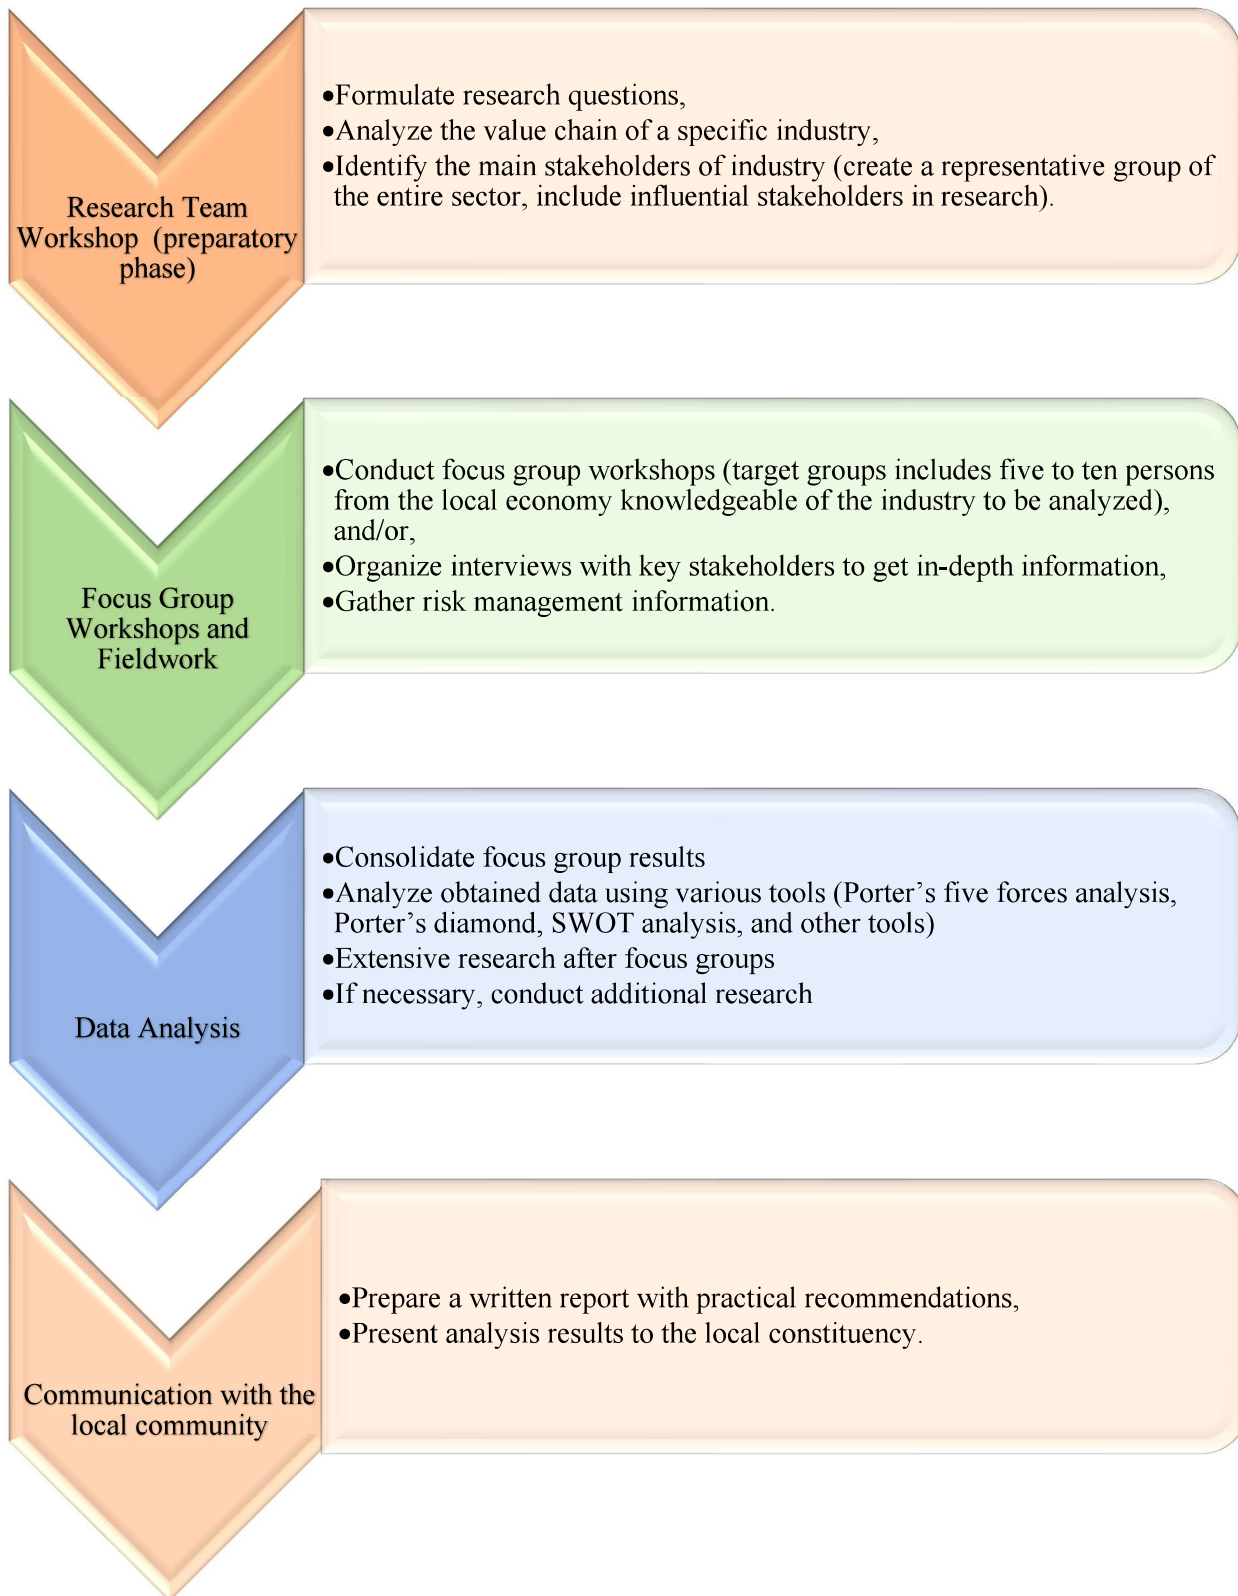 Research Team
Workshop (preparatory
phase)
•Formulate research questions,
•Analyze the value chain of a specific industry,
•Identify the main stakeholders of industry (create a representative group of
the entire sector, include influential stakeholders in research).
Focus Group
Workshops and
Fieldwork
•Conduct focus group workshops (target groups includes five to ten persons
from the local economy knowledgeable of the industry to be analyzed),
and/or,
•Organize interviews with key stakeholders to get in-depth information,
•Gather risk management information.
Data Analysis
•Consolidate focus group results
•Analyze obtained data using various tools (Porter’s five forces analysis,
Porter’s diamond, SWOT analysis, and other tools)
•Extensive research after focus groups
•If necessary, conduct additional research
Communication with the
local community
•Prepare a written report with practical recommendations,
•Present analysis results to the local constituency.